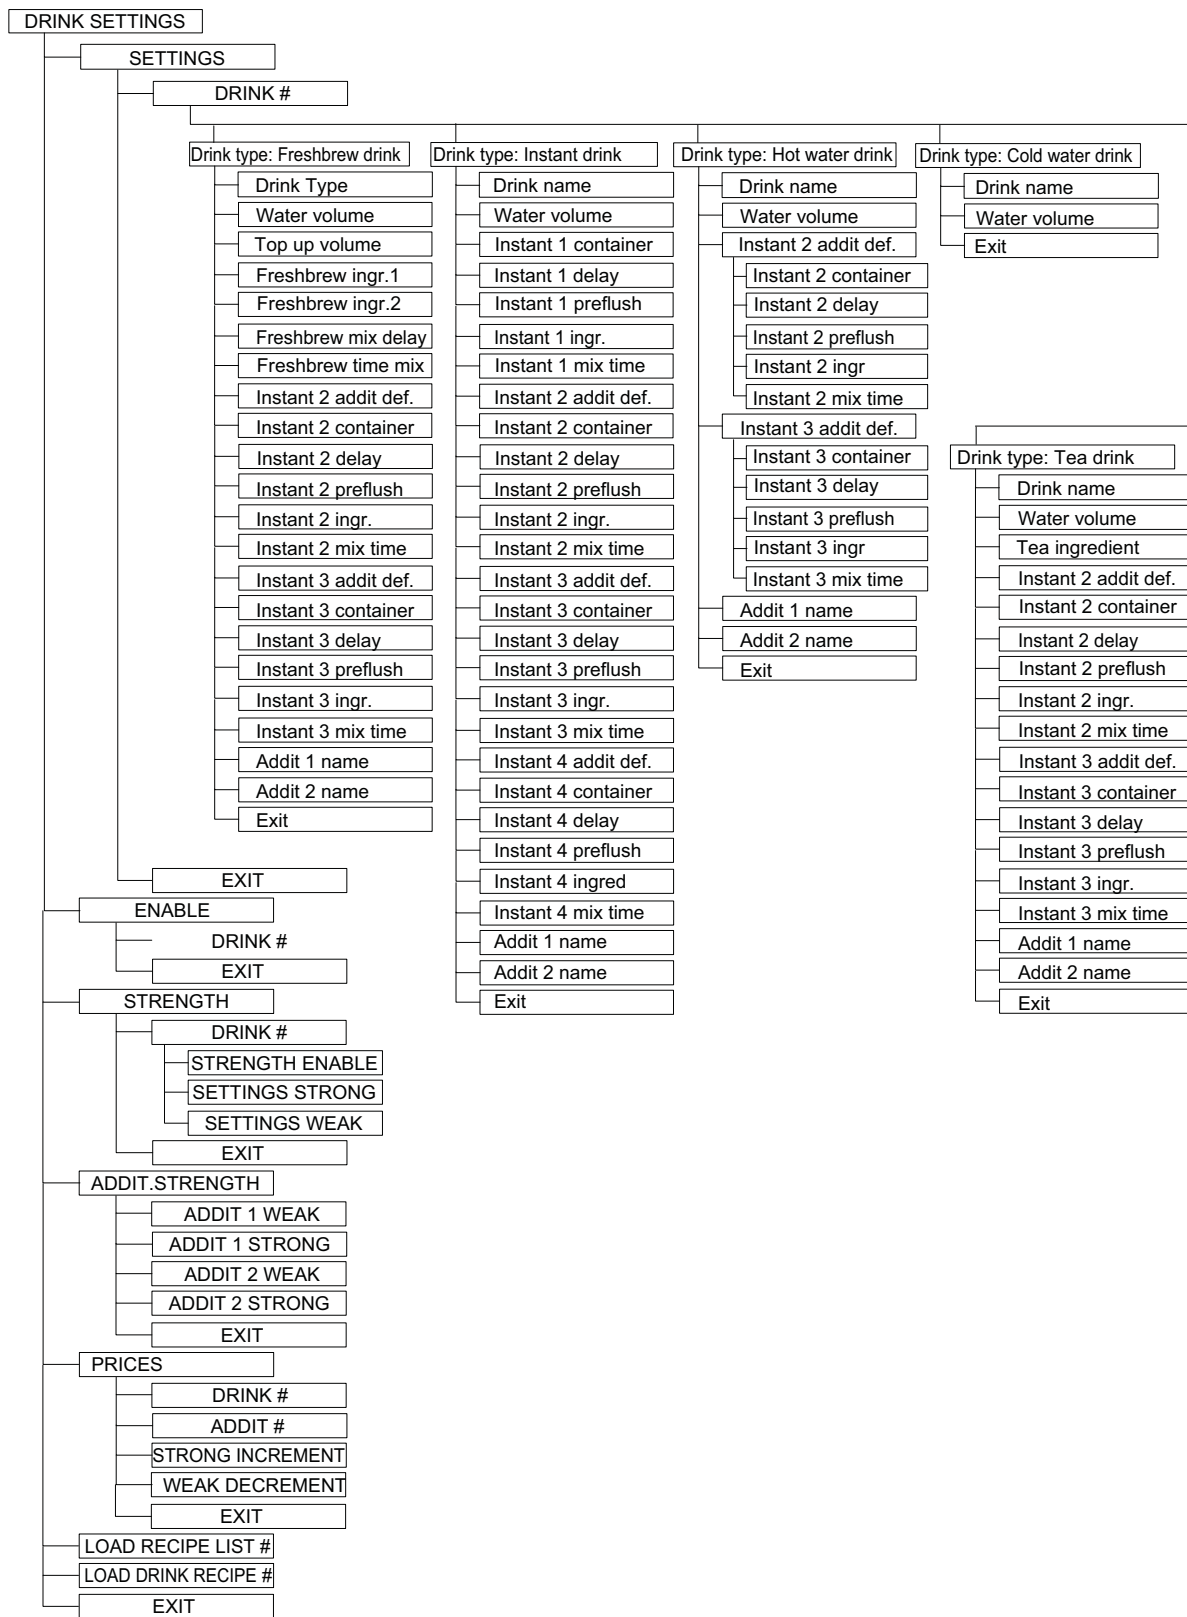 DRINK SETTINGS
SETTINGS
DRINK #
Drink type: Freshbrew drink
Drink Type
Water volume
Top up volume
Freshbrew ingr.1
Freshbrew ingr.2
Freshbrew mix delay
Freshbrew time mix
Instant 2 addit def.
Instant 2 container
Instant 2 delay
Instant 2 preflush
Instant 2 ingr.
Instant 2 mix time
Instant 3 addit def.
Instant 3 container
Instant 3 delay
Instant 3 preflush
Instant 3 ingr.
Instant 3 mix time
Addit 1 name
Addit 2 name
Exit
Drink type: Instant drink
Drink name
Water volume
Instant 1 container
Instant 1 delay
Instant 1 preflush
Instant 1 ingr.
Instant 1 mix time
Instant 2 addit def.
Instant 2 container
Instant 2 delay
Instant 2 preflush
Instant 2 ingr.
Instant 2 mix time
Instant 3 addit def.
Instant 3 container
Instant 3 delay
Instant 3 preflush
Instant 3 ingr.
Instant 3 mix time
Instant 4 addit def.
Instant 4 container
Instant 4 delay
Instant 4 preflush
Instant 4 ingred
Instant 4 mix time
Addit 1 name
Addit 2 name
Exit
Drink type: Hot water drink
Drink name
Water volume
Instant 2 addit def.
Instant 2 container
Instant 2 delay
Instant 2 preflush
Instant 2 ingr
Instant 2 mix time
Instant 3 addit def.
Instant 3 container
Instant 3 delay
Instant 3 preflush
Instant 3 ingr
Instant 3 mix time
Addit 1 name
Addit 2 name
Exit
Drink type: Cold water drink
Drink name
Water volume
Exit
Drink type: Tea drink
Drink name
Water volume
Tea ingredient
Instant 2 addit def.
Instant 2 container
Instant 2 delay
Instant 2 preflush
Instant 2 ingr.
Instant 2 mix time
Instant 3 addit def.
Instant 3 container
Instant 3 delay
Instant 3 preflush
Instant 3 ingr.
Instant 3 mix time
Addit 1 name
Addit 2 name
Exit
EXIT
ENABLE
DRINK #
EXIT
STRENGTH
DRINK #
STRENGTH ENABLE
SETTINGS STRONG
SETTINGS WEAK
EXIT
ADDIT.STRENGTH
ADDIT 1 WEAK
ADDIT 1 STRONG
ADDIT 2 WEAK
ADDIT 2 STRONG
EXIT
PRICES
DRINK #
ADDIT #
STRONG INCREMENT
WEAK DECREMENT
EXIT
LOAD RECIPE LIST #
LOAD DRINK RECIPE #
EXIT